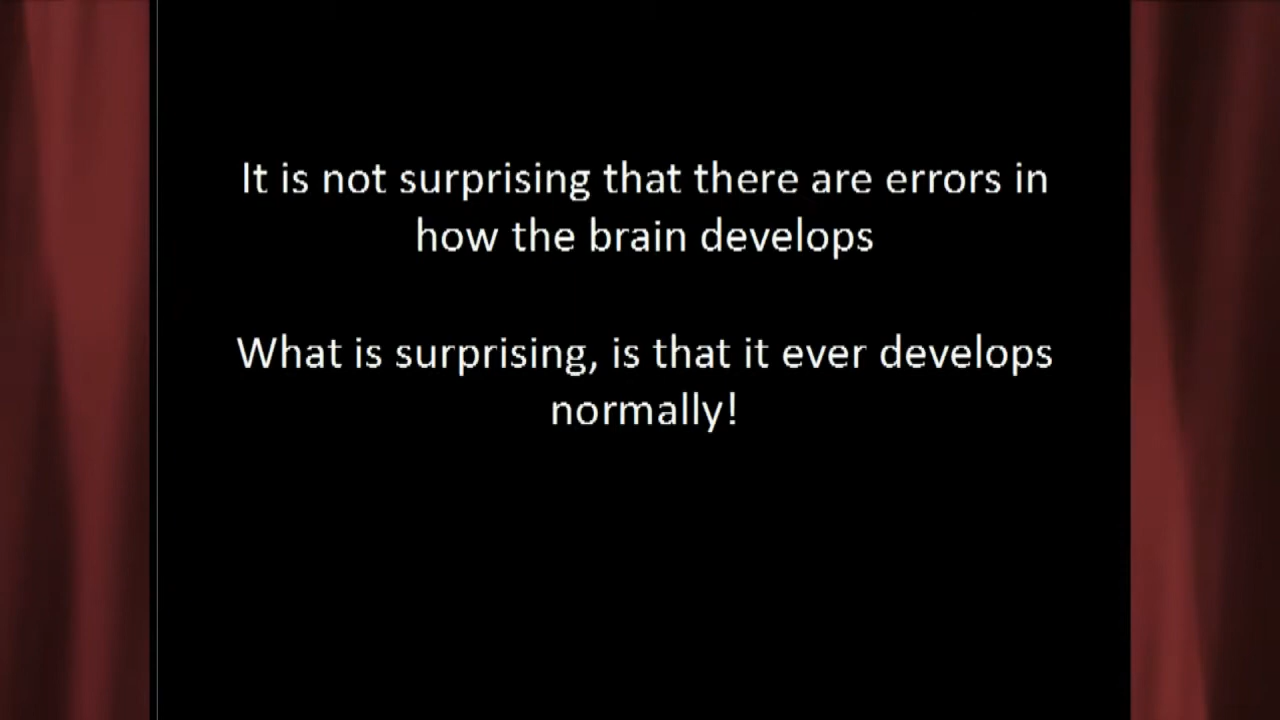 It is not surprising that there are errors in
how the brain develops
What is surprising, is that it ever develops
normally!